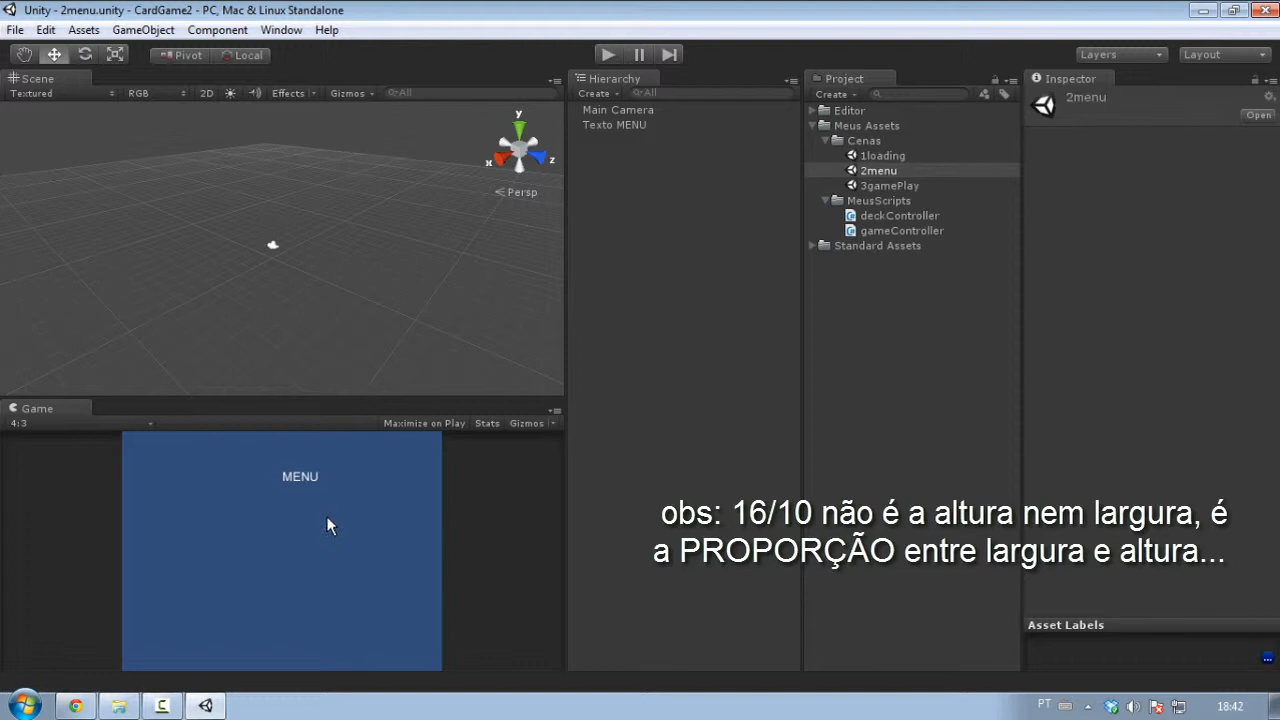 Unity - 2menu.unity - CardGame2 - PC, Mac & Linux Standalone
File Edit Assets GameObject Component Window Help
Pivot Local Layers Layout
Scene
Textured RGB 2D Effects Gizmos All
y
x
z
Persp
Hierarchy
Create All
Main Camera
Texto MENU
Project
Create
Editor
Meus Assets
Cenas
1loading
2menu
3gamePlay
MeusScripts
deckController
gameController
Standard Assets
Inspector
2menu
Open
Game
4:3 Maximize on Play Stats Gizmos
MENU
obs: 16/10 não é a altura nem largura, é
a PROPORÇÃO entre largura e altura...
Asset Labels
PT 18:42